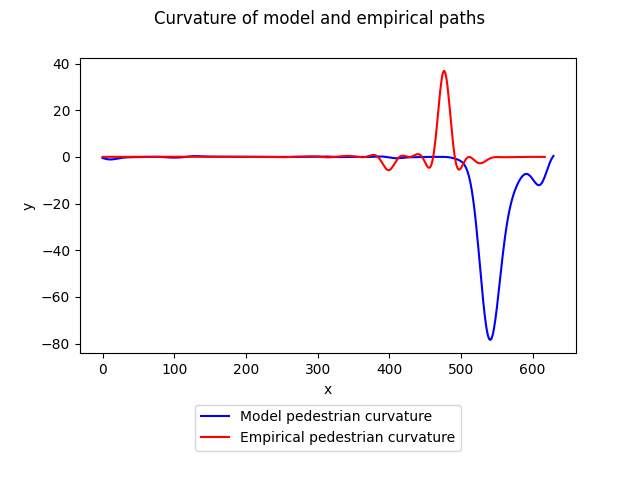 Curvature of model and empirical paths
40
20
0
−20
−40
−60
−80
y
0 100 200 300 400 500 600
x
Model pedestrian curvature
Empirical pedestrian curvature